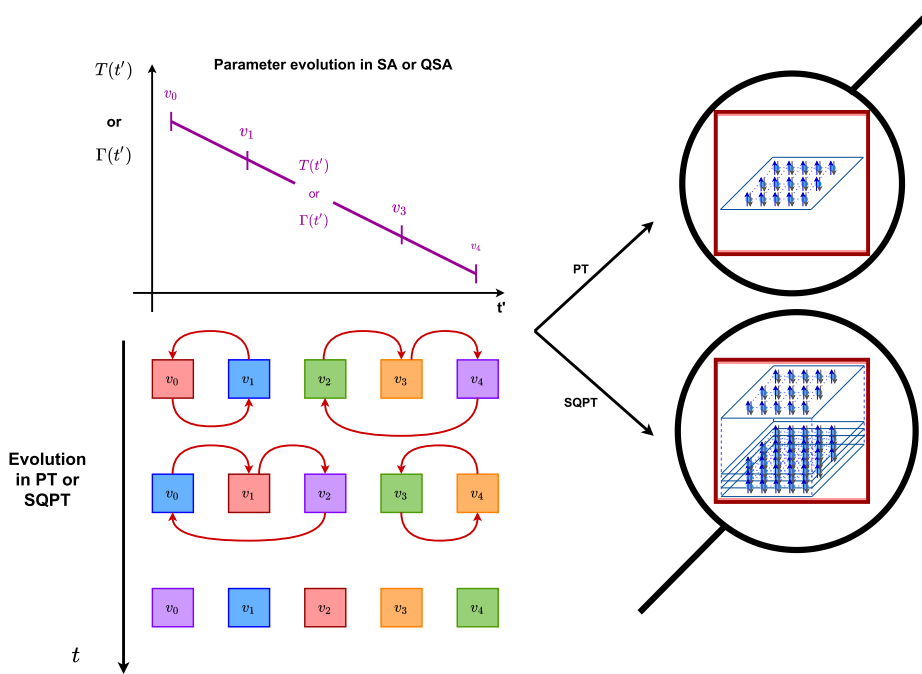 Parameter evolution in SA or QSA
T(t')
or
Γ(t')
v₀
v₁
T(t')
or
Γ(t')
v₃
v₄
t'
PT
SQPT
v₀ v₁ v₂ v₃ v₄
Evolution
in PT or
SQPT
v₀ v₁ v₂ v₃ v₄
v₀ v₁ v₂ v₃ v₄
t